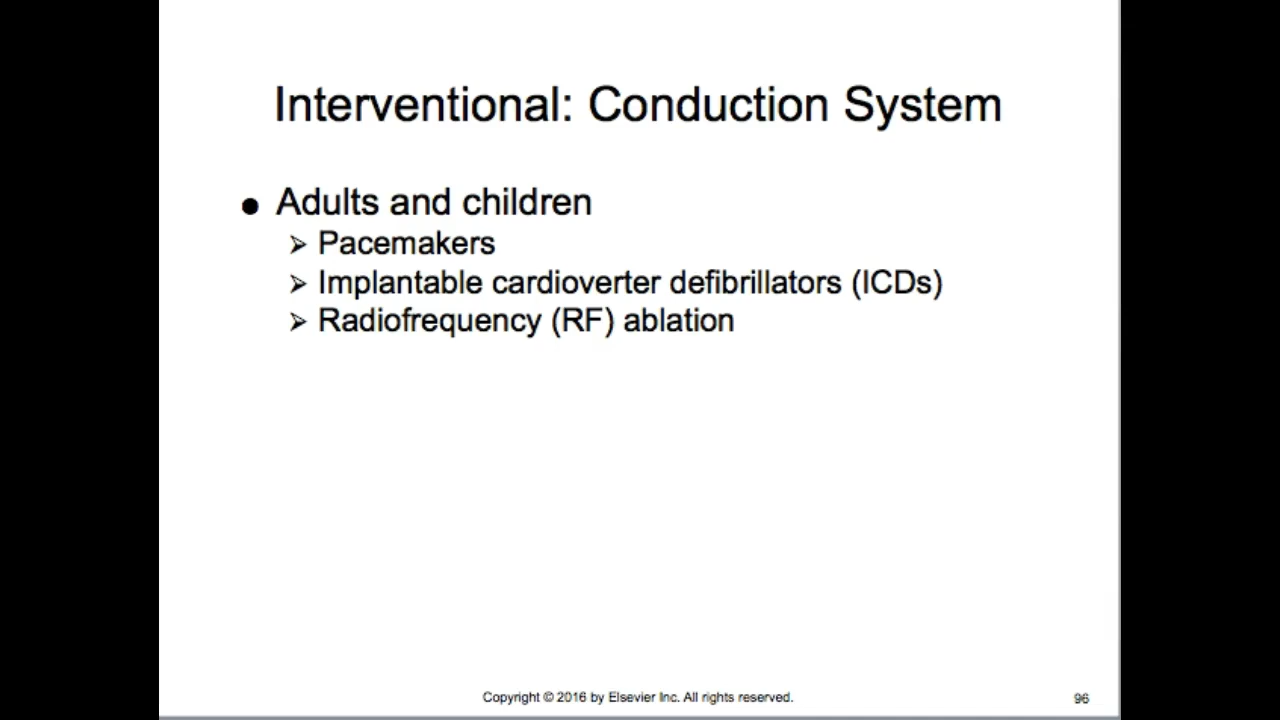 Interventional: Conduction System
● Adults and children
➢ Pacemakers
➢ Implantable cardioverter defibrillators (ICDs)
➢ Radiofrequency (RF) ablation
Copyright © 2016 by Elsevier Inc. All rights reserved.
96